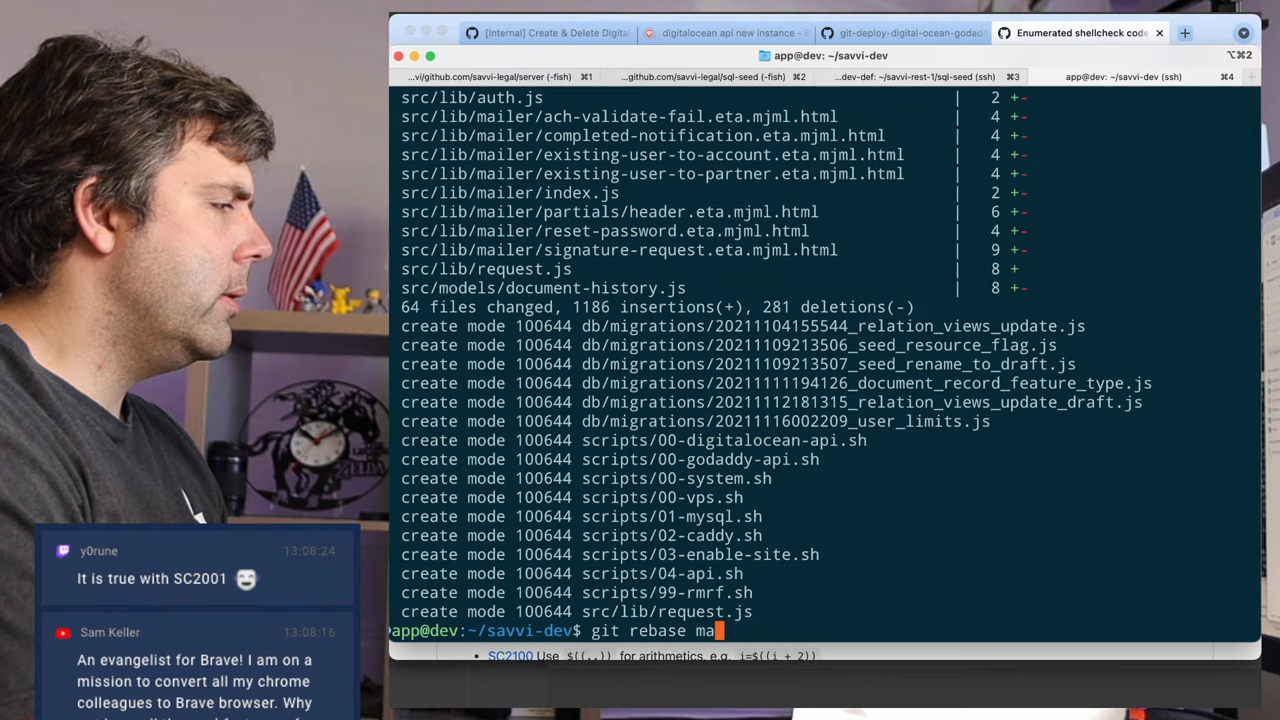 [Internal] Create & Delete Digital
digitalocean api new instance - B
git-deploy-digital-ocean-godad
Enumerated shellcheck code
app@dev: ~/savvi-dev
⌥⌘2
...vi/github.com/savvi-legal/server (-fish) ⌘1
...github.com/savvi-legal/sql-seed (-fish) ⌘2
...dev-def: ~/savvi-rest-1/sql-seed (ssh) ⌘3
app@dev: ~/savvi-dev (ssh) ⌘4
src/lib/auth.js | 2 +-
src/lib/mailer/ach-validate-fail.eta.mjml.html | 4 +-
src/lib/mailer/completed-notification.eta.mjml.html | 4 +-
src/lib/mailer/existing-user-to-account.eta.mjml.html | 4 +-
src/lib/mailer/existing-user-to-partner.eta.mjml.html | 4 +-
src/lib/mailer/index.js | 2 +-
src/lib/mailer/partials/header.eta.mjml.html | 6 +-
src/lib/mailer/reset-password.eta.mjml.html | 4 +-
src/lib/mailer/signature-request.eta.mjml.html | 9 +-
src/lib/request.js | 8 +
src/models/document-history.js | 8 +-
64 files changed, 1186 insertions(+), 281 deletions(-)
create mode 100644 db/migrations/20211104155544_relation_views_update.js
create mode 100644 db/migrations/20211109213506_seed_resource_flag.js
create mode 100644 db/migrations/20211109213507_seed_rename_to_draft.js
create mode 100644 db/migrations/20211111194126_document_record_feature_type.js
create mode 100644 db/migrations/20211112181315_relation_views_update_draft.js
create mode 100644 db/migrations/20211116002209_user_limits.js
create mode 100644 scripts/00-digitalocean-api.sh
create mode 100644 scripts/00-godaddy-api.sh
create mode 100644 scripts/00-system.sh
create mode 100644 scripts/00-vps.sh
create mode 100644 scripts/01-mysql.sh
create mode 100644 scripts/02-caddy.sh
create mode 100644 scripts/03-enable-site.sh
create mode 100644 scripts/04-api.sh
create mode 100644 scripts/99-rmrf.sh
create mode 100644 src/lib/request.js
app@dev:~/savvi-dev$ git rebase ma
• SC2100 Use $((..)) for arithmetics, e.g. i=$((i + 2))
y0rune 13:08:24
It is true with SC2001 😄
Sam Keller 13:08:16
An evangelist for Brave! I am on a
mission to convert all my chrome
colleagues to Brave browser. Why